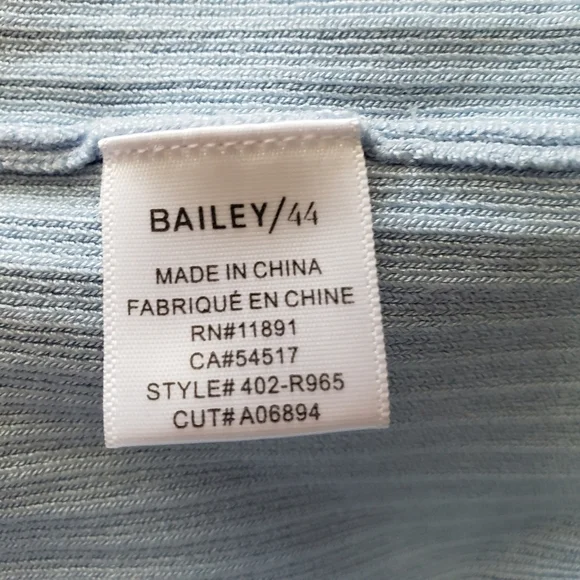 BAILEY/44
MADE IN CHINA
FABRIQUÉ EN CHINE
RN#11891
CA#54517
STYLE# 402-R965
CUT# A06894